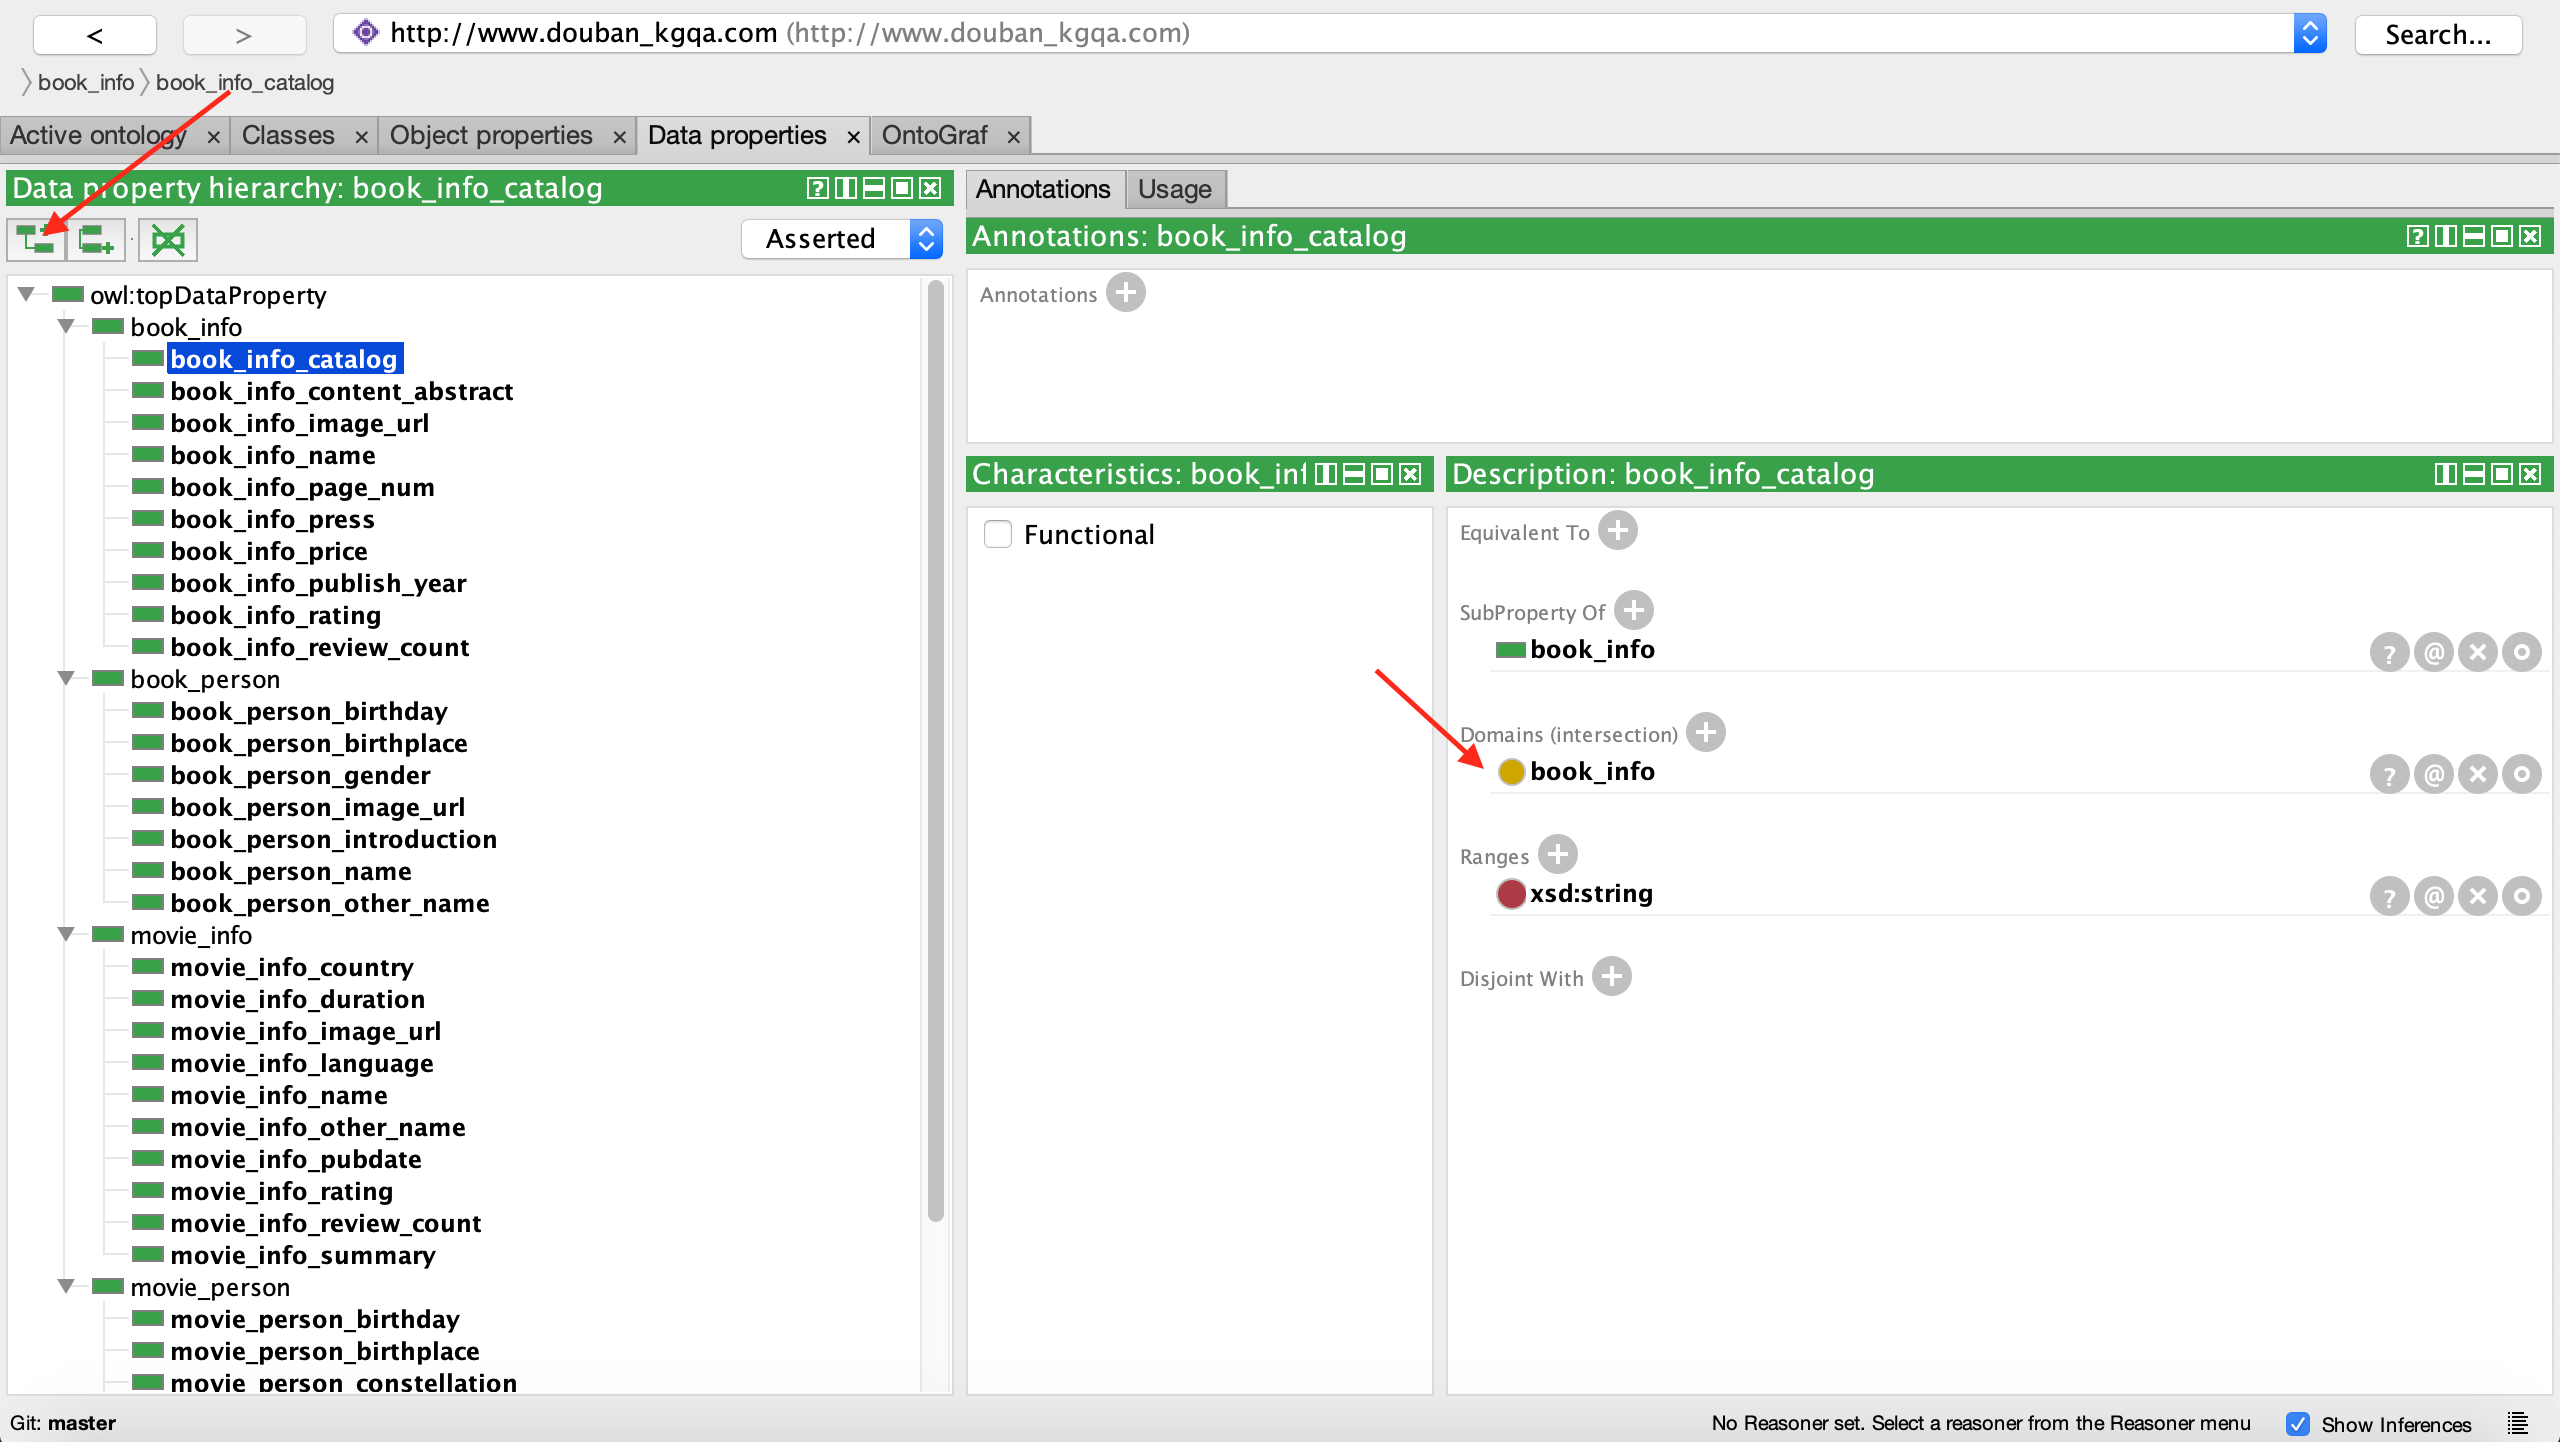 < > http://www.douban_kgqa.com (http://www.douban_kgqa.com) Search...
book_info book_info_catalog
Active ontology × Classes × Object properties × Data properties × OntoGraf ×
Data property hierarchy: book_info_catalog
Asserted
owl:topDataProperty
book_info
book_info_catalog
book_info_content_abstract
book_info_image_url
book_info_name
book_info_page_num
book_info_press
book_info_price
book_info_publish_year
book_info_rating
book_info_review_count
book_person
book_person_birthday
book_person_birthplace
book_person_gender
book_person_image_url
book_person_introduction
book_person_name
book_person_other_name
movie_info
movie_info_country
movie_info_duration
movie_info_image_url
movie_info_language
movie_info_name
movie_info_other_name
movie_info_pubdate
movie_info_rating
movie_info_review_count
movie_info_summary
movie_person
movie_person_birthday
movie_person_birthplace
movie_person_constellation
Annotations Usage
Annotations: book_info_catalog
Annotations
Characteristics: book_inf
Functional
Description: book_info_catalog
Equivalent To
SubProperty Of
book_info
Domains (intersection)
book_info
Ranges
xsd:string
Disjoint With
Git: master
No Reasoner set. Select a reasoner from the Reasoner menu Show Inferences